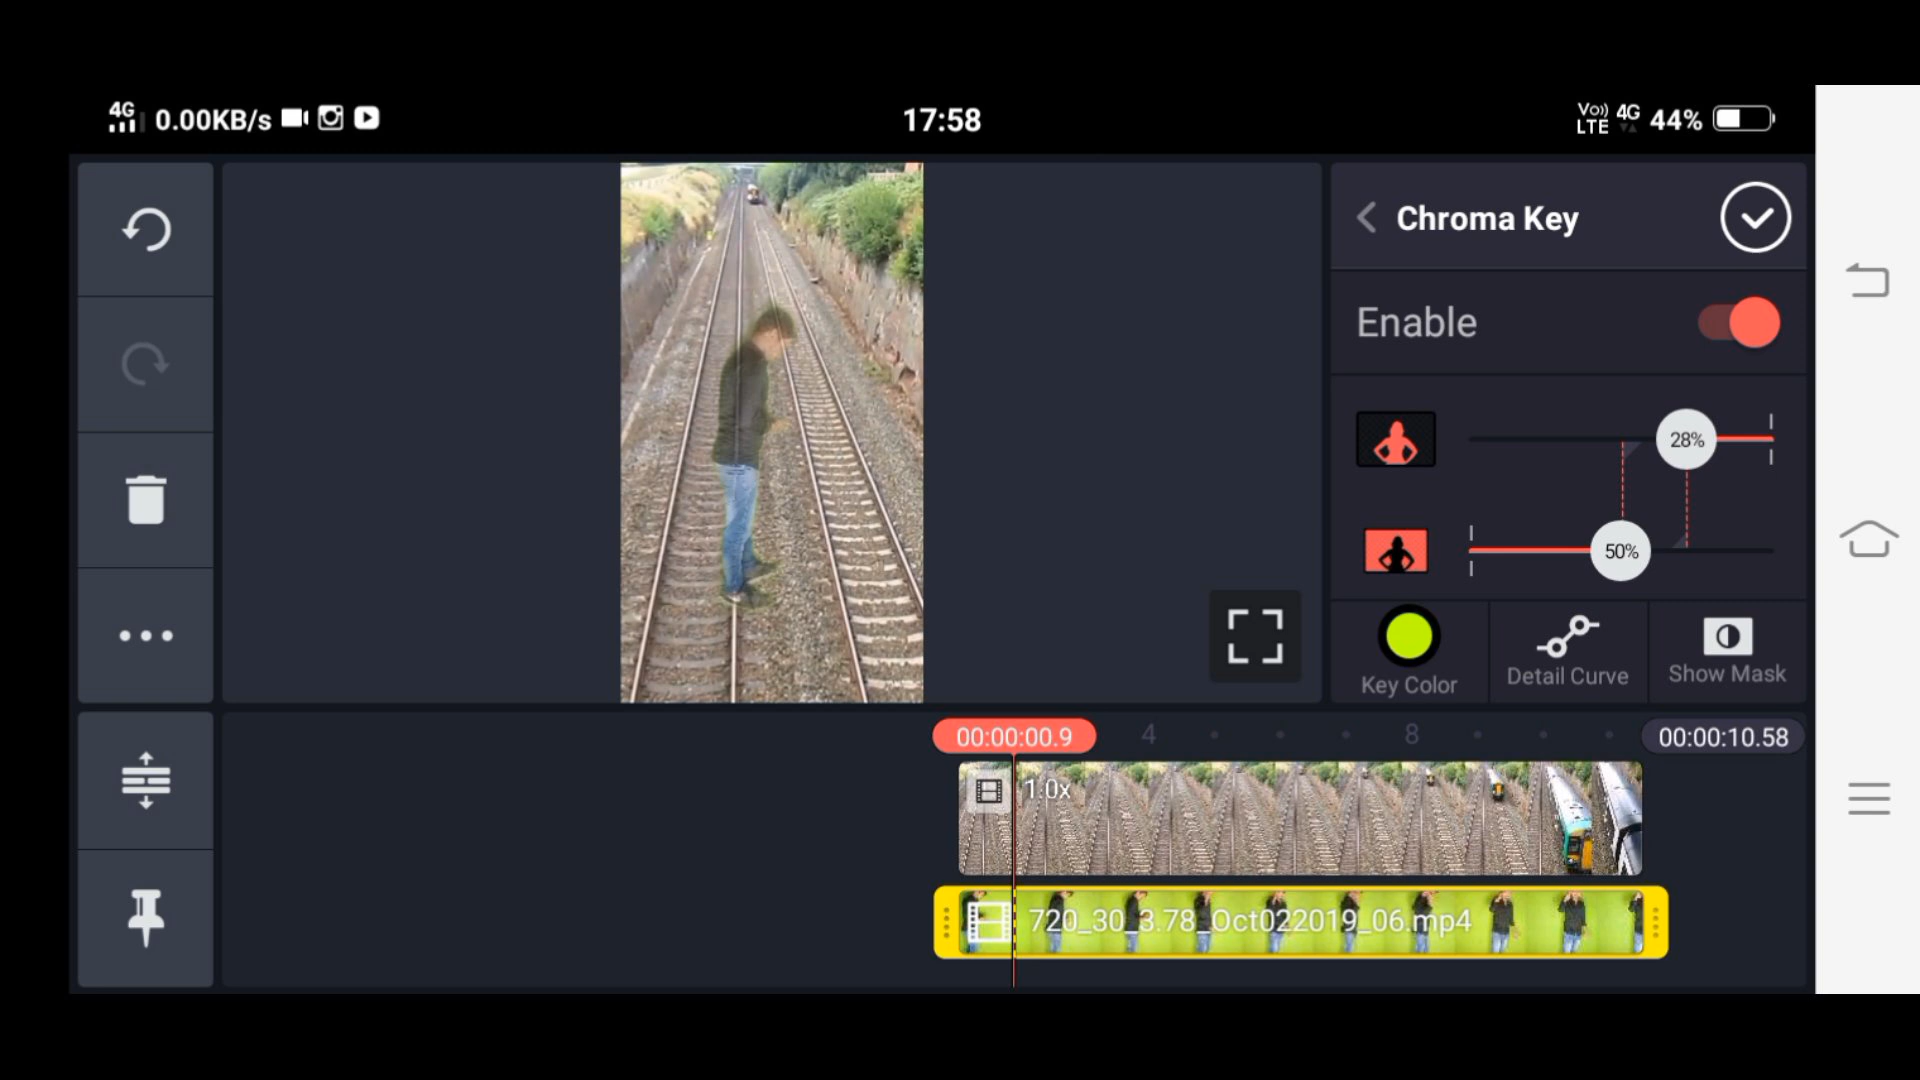 4G 0.00KB/s
17:58
Vo)) LTE 4G 44%
Chroma Key
Enable
28%
50%
Key Color
Detail Curve
Show Mask
00:00:00.9
4
8
00:00:10.58
1.0x
720_30_3.78_Oct022019_06.mp4